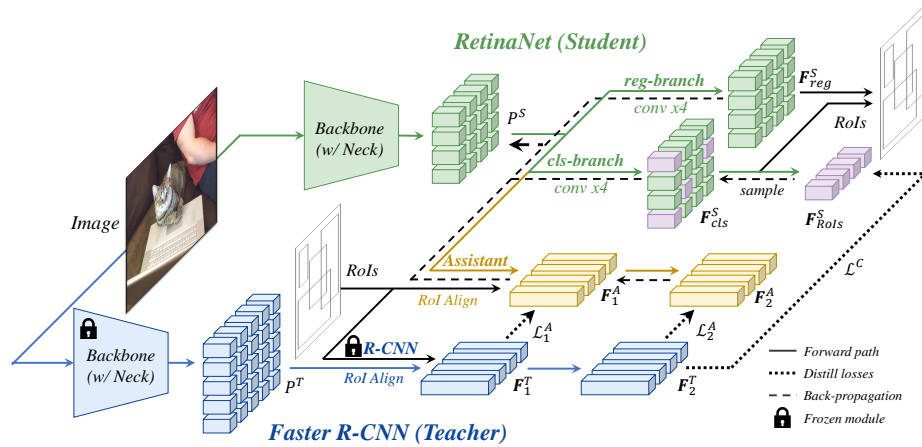 RetinaNet (Student)
Backbone
(w/ Neck)
P^S
reg-branch
conv x4
F^S_reg
RoIs
cls-branch
conv x4
F^S_cls
sample
F^S_RoIs
Image
RoIs
Assistant
RoI Align
F^A_1
F^A_2
L^C
Backbone
(w/ Neck)
P^T
R-CNN
RoI Align
L^A_1
L^A_2
F^T_1
F^T_2
Forward path
Distill losses
Back-propagation
Frozen module
Faster R-CNN (Teacher)